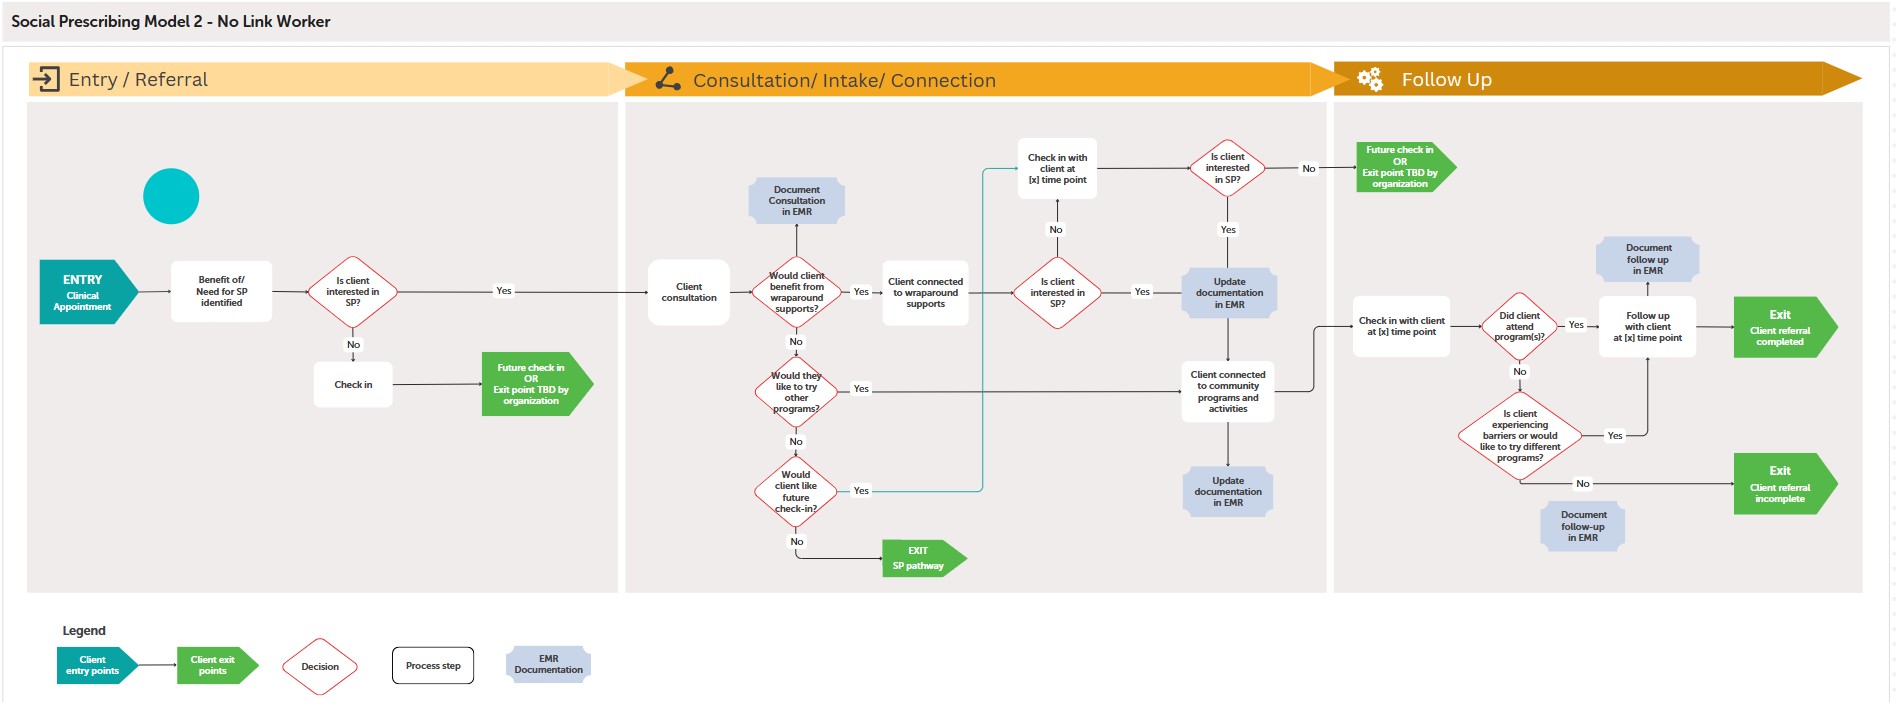 Social Prescribing Model 2 - No Link Worker
Entry / Referral
Consultation/ Intake/ Connection
Follow Up
ENTRY
Clinical
Appointment
Benefit of/
Need for SP
identified
Is client
interested in
SP?
Yes
No
Check in
Future check in
OR
Exit point TBD by
organization
Client
consultation
Document
Consultation
in EMR
Would client
benefit from
wraparound
supports?
Yes
Client connected
to wraparound
supports
No
Would they
like to try
other
programs?
Yes
No
Would
client like
future
check-in?
Yes
No
EXIT
SP pathway
Is client
interested in
SP?
No
Yes
Check in with
client at
[x] time point
Is client
interested
in SP?
No
Yes
Update
documentation
in EMR
Client connected
to community
programs and
activities
Update
documentation
in EMR
Future check in
OR
Exit point TBD by
organization
Check in with client
at [x] time point
Did client
attend
program(s)?
Yes
No
Document
follow up
in EMR
Follow up
with client
at [x] time point
Exit
Client referral
completed
Is client
experiencing
barriers or would
like to try different
programs?
Yes
No
Exit
Client referral
incomplete
Document
follow-up
in EMR
Legend
Client
entry points
Client exit
points
Decision
Process step
EMR
Documentation